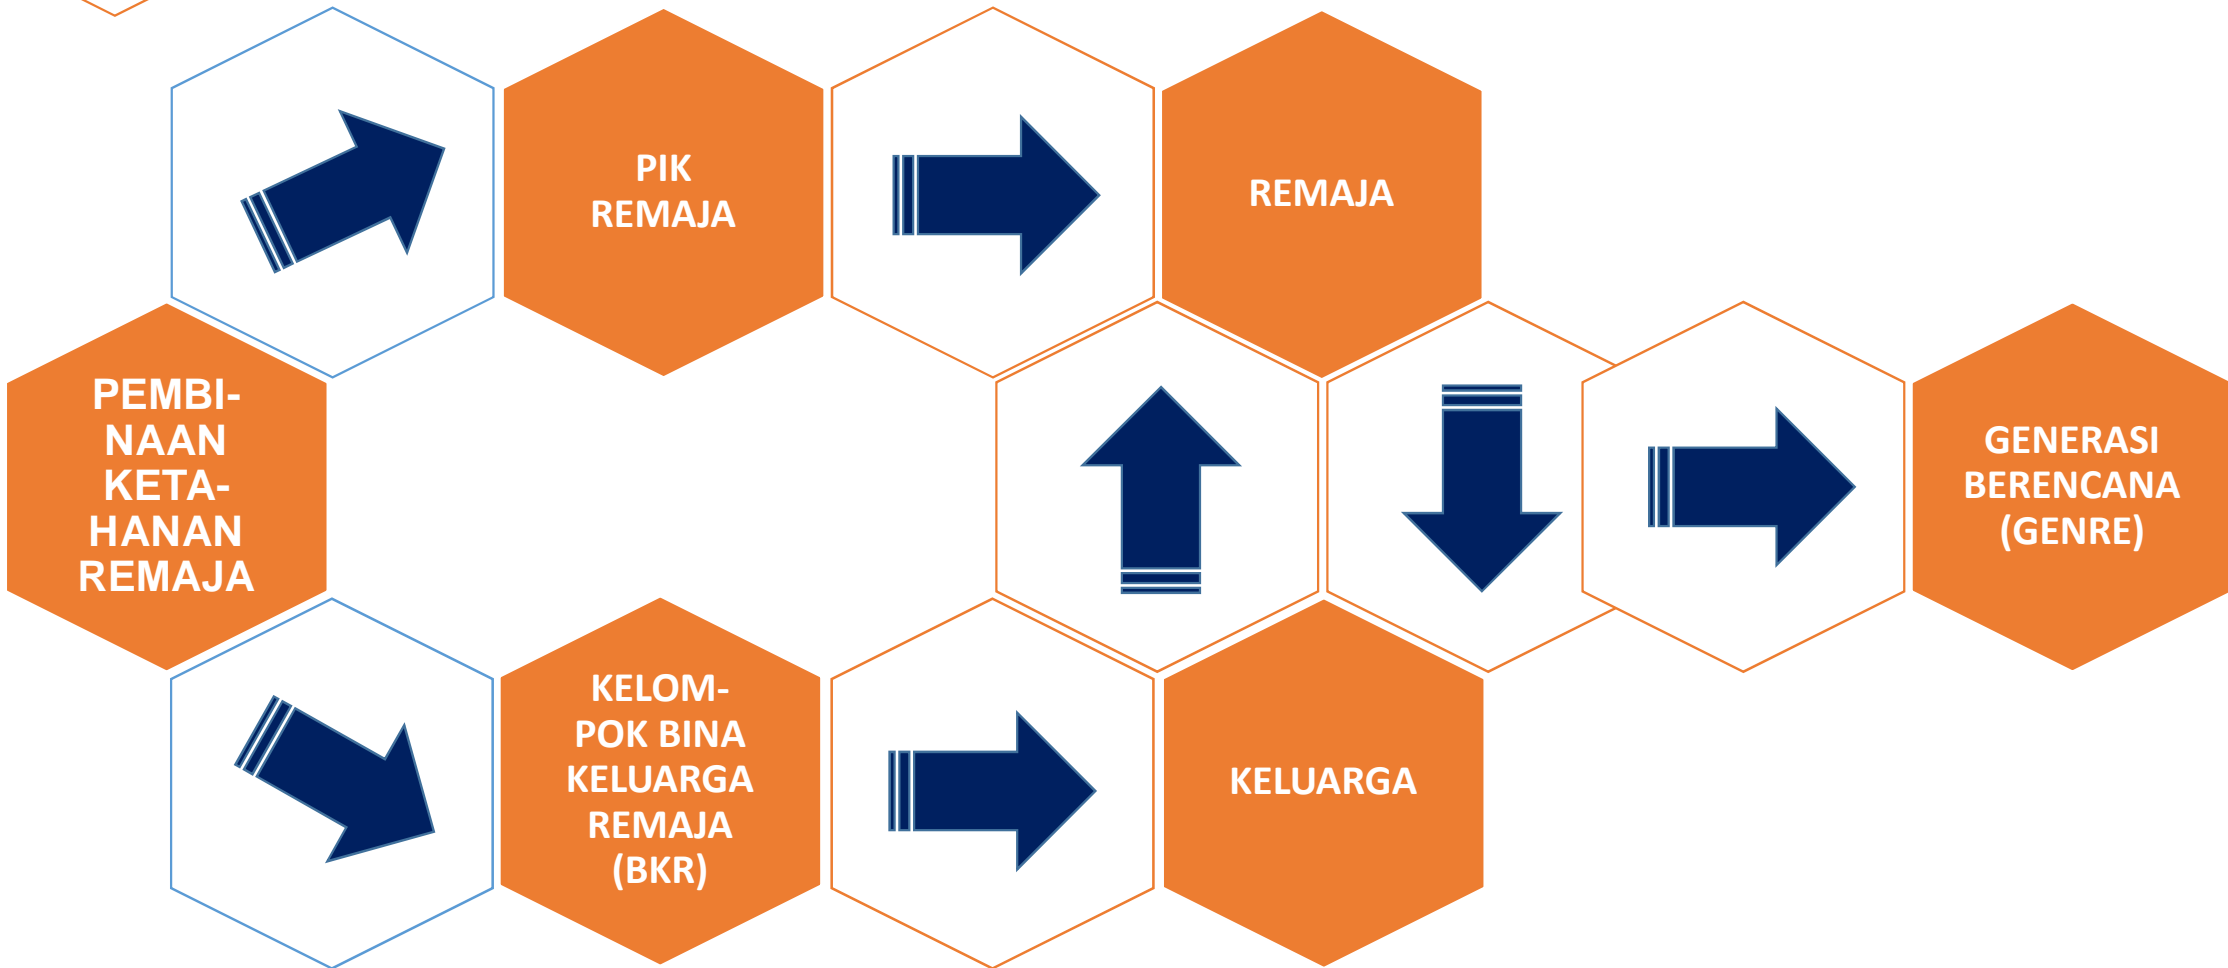 PIK
REMAJA
REMAJA
PEMBI-
NAAN
KETA-
HANAN
REMAJA
GENERASI
BERENCANA
(GENRE)
KELOM-
POK BINA
KELUARGA
REMAJA
(BKR)
KELUARGA